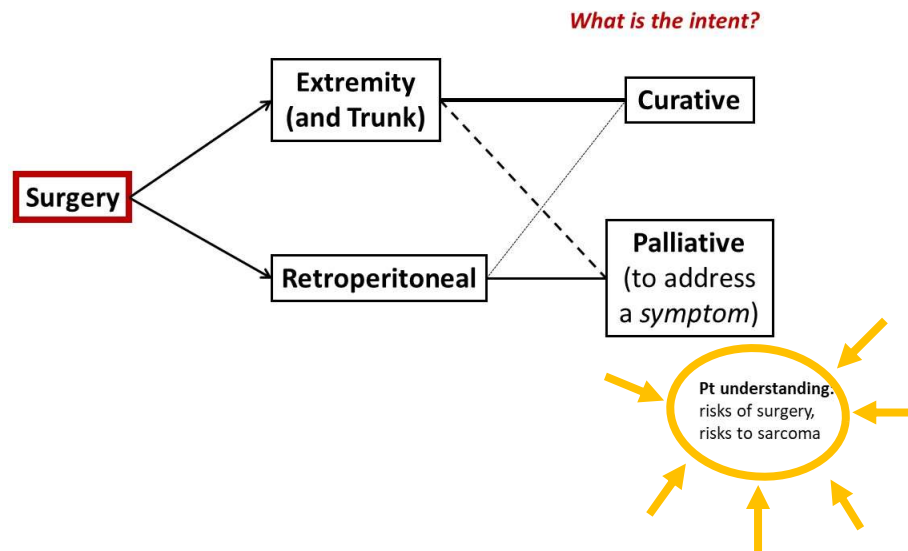 What is the intent?
Extremity
(and Trunk)
Curative
Surgery
Retroperitoneal
Palliative
(to address
a symptom)
Pt understanding:
risks of surgery,
risks to sarcoma